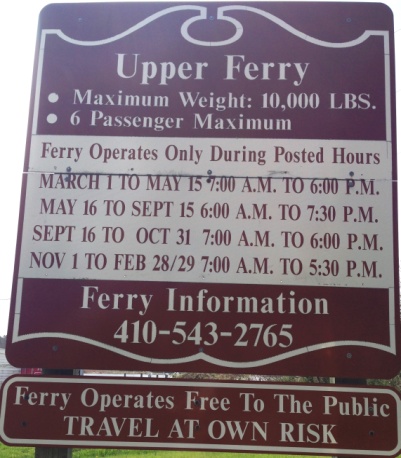 Upper Ferry
• Maximum Weight: 10,000 LBS.
• 6 Passenger Maximum
Ferry Operates Only During Posted Hours
MARCH 1 TO MAY 15 7:00 A.M. TO 6:00 P.M.
MAY 16 TO SEPT 15 6:00 A.M. TO 7:30 P.M.
SEPT 16 TO OCT 31 7:00 A.M. TO 6:00 P.M.
NOV 1 TO FEB 28/29 7:00 A.M. TO 5:30 P.M.
Ferry Information
410-543-2765
Ferry Operates Free To The Public
TRAVEL AT OWN RISK